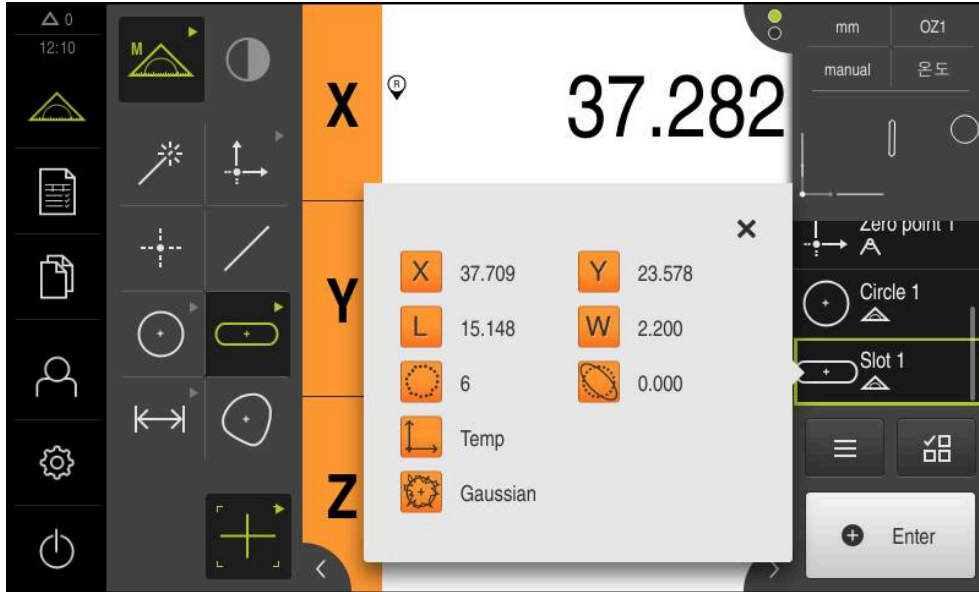 0
12:10
M
X
R
37.282
mm
OZ1
manual
온도
Zero point 1
Circle 1
Slot 1
Enter
Y
Z
X 37.709 Y 23.578
L 15.148 W 2.200
6 0.000
Temp
Gaussian